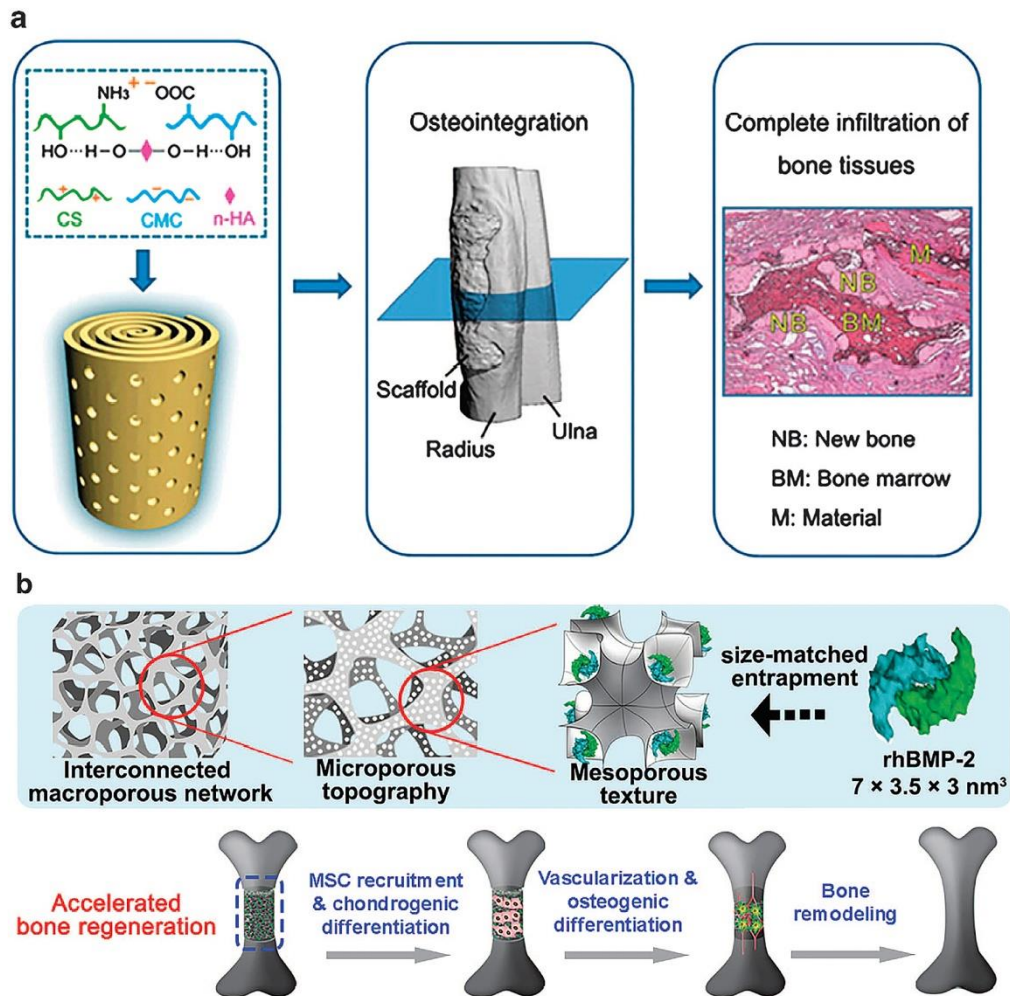 a
NH3+ -OOC
HO···H-O O-H···OH
+ + - -
CS CMC n-HA
Osteointegration
Scaffold
Radius
Ulna
Complete infiltration of
bone tissues
M
NB
NB BM
NB: New bone
BM: Bone marrow
M: Material
b
Interconnected
macroporous network
Microporous
topography
Mesoporous
texture
size-matched
entrapment
rhBMP-2
7 × 3.5 × 3 nm³
Accelerated
bone regeneration
MSC recruitment
& chondrogenic
differentiation
Vascularization &
osteogenic
differentiation
Bone
remodeling